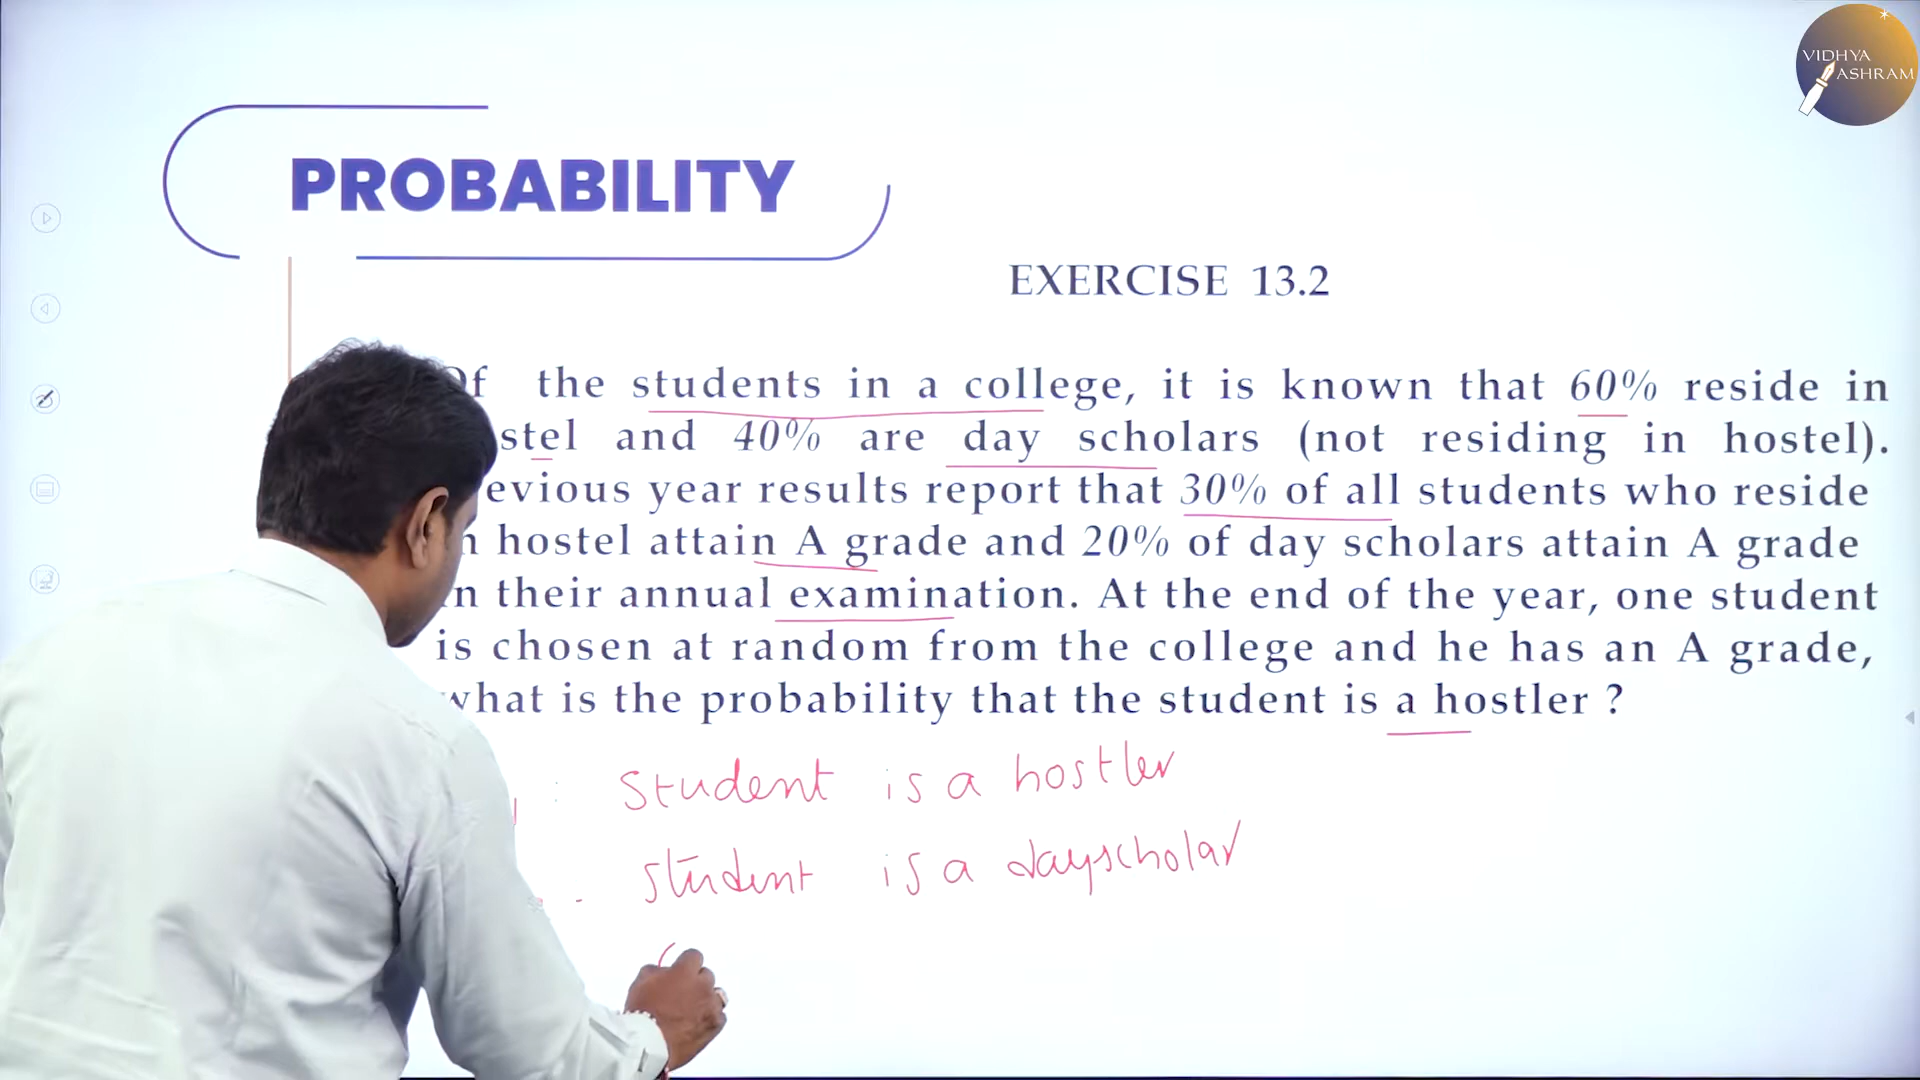 VIDHYA
ASHRAM
PROBABILITY
EXERCISE 13.2
the students in a college, it is known that 60% reside in
and 40% are day scholars (not residing in hostel).
year results report that 30% of all students who reside
hostel attain A grade and 20% of day scholars attain A grade
their annual examination. At the end of the year, one student
is chosen at random from the college and he has an A grade,
what is the probability that the student is a hostler ?
: Student is a hostler
student is a dayscholar